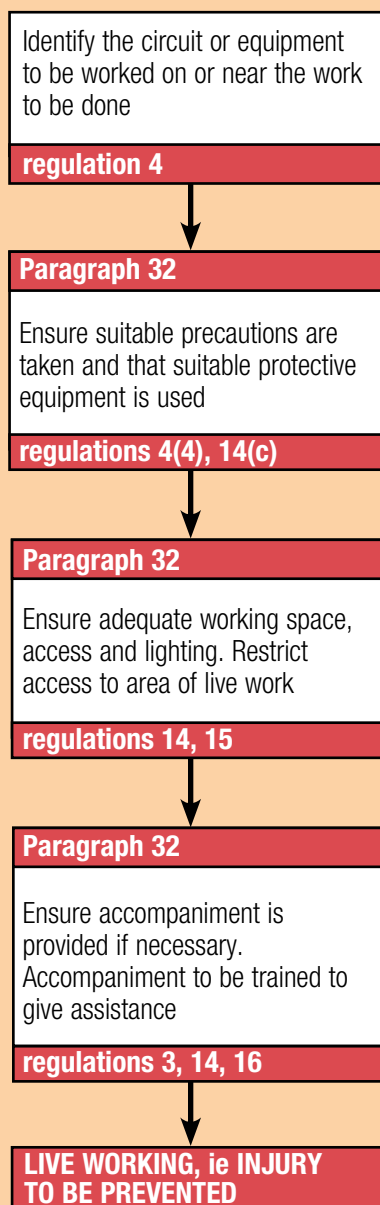 Identify the circuit or equipment
to be worked on or near the work
to be done
regulation 4
Paragraph 32
Ensure suitable precautions are
taken and that suitable protective
equipment is used
regulations 4(4), 14(c)
Paragraph 32
Ensure adequate working space,
access and lighting. Restrict
access to area of live work
regulations 14, 15
Paragraph 32
Ensure accompaniment is
provided if necessary.
Accompaniment to be trained to
give assistance
regulations 3, 14, 16
LIVE WORKING, ie INJURY
TO BE PREVENTED